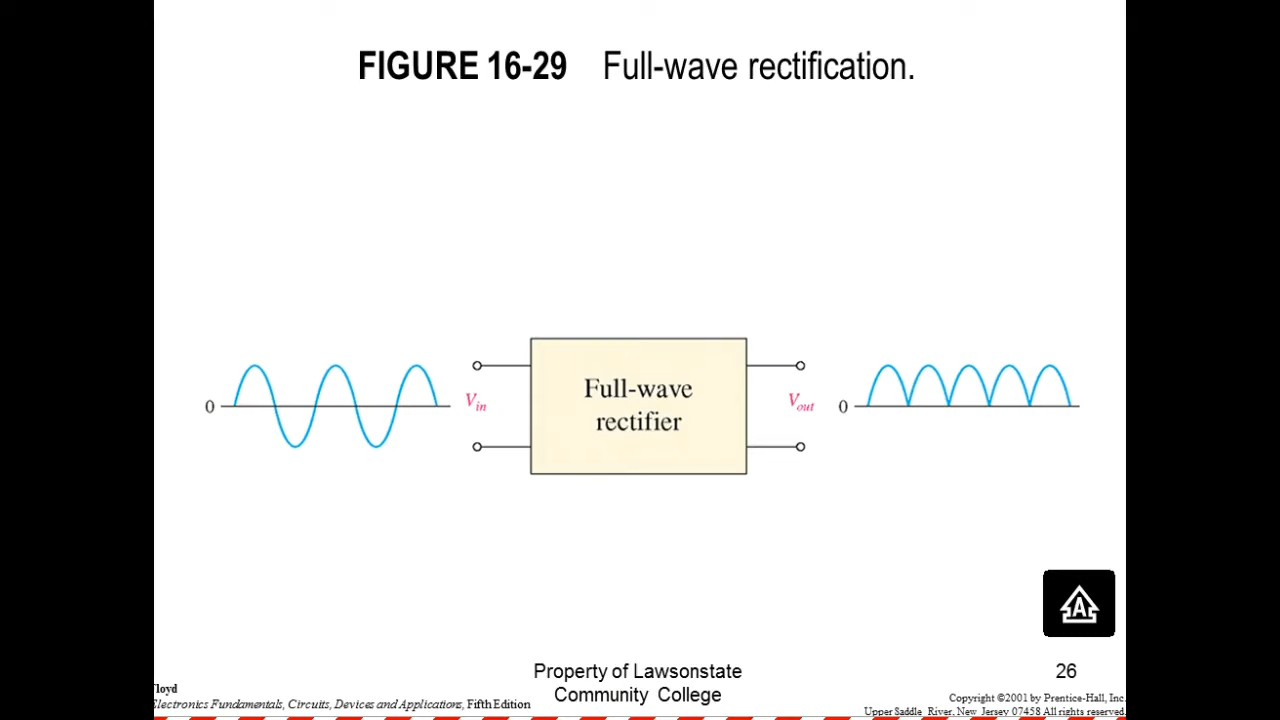 FIGURE 16-29 Full-wave rectification.
0
V_in
Full-wave
rectifier
V_out
0
A
Property of Lawsonstate
Community College
26
Floyd
Electronics Fundamentals, Circuits, Devices and Applications, Fifth Edition
Copyright ©2001 by Prentice-Hall, Inc.
Upper Saddle River, New Jersey 07458 All rights reserved.